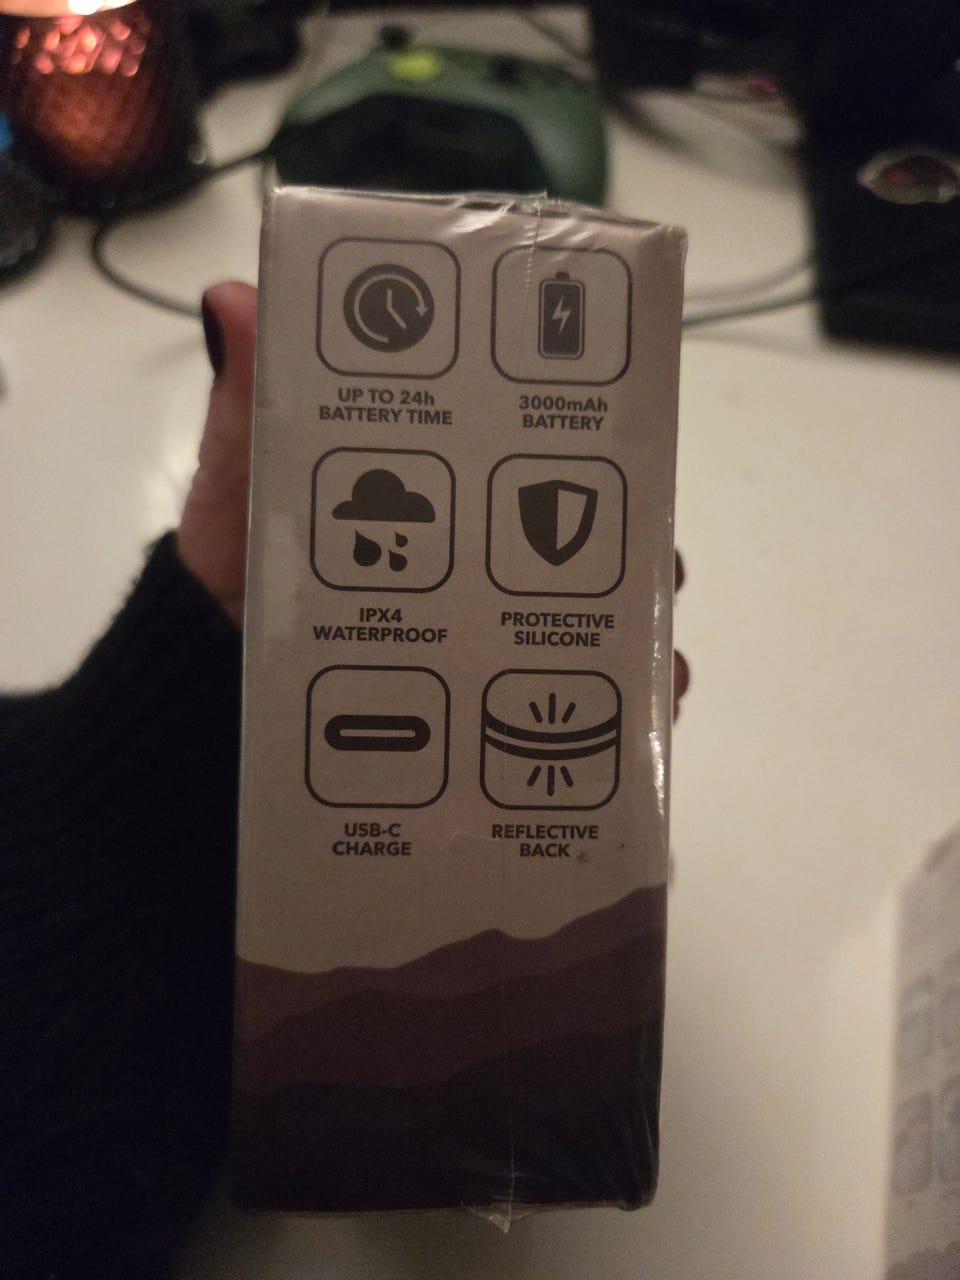 UP TO 24h
BATTERY TIME
3000mAh
BATTERY
IPX4
WATERPROOF
PROTECTIVE
SILICONE
USB-C
CHARGE
REFLECTIVE
BACK